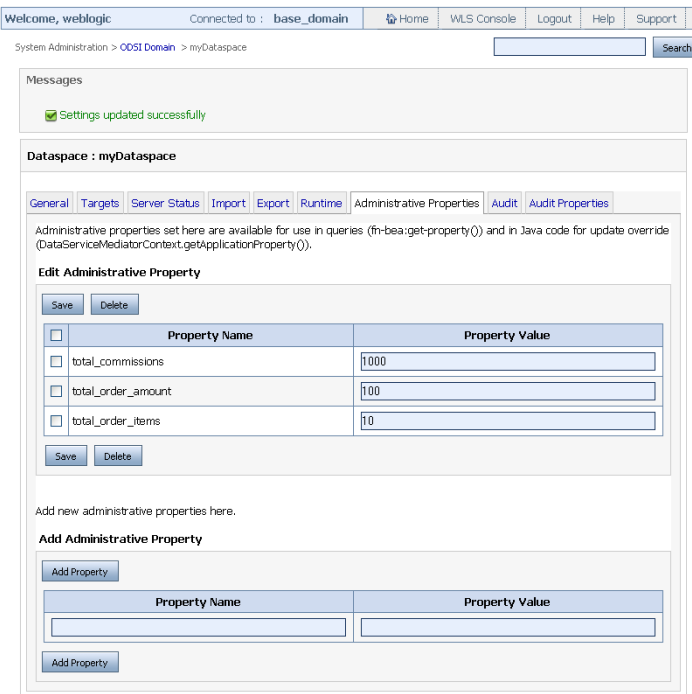 Welcome, weblogic Connected to : base_domain Home WLS Console Logout Help Support
System Administration > ODSI Domain > myDataspace Search
Messages
Settings updated successfully
Dataspace : myDataspace
General Targets Server Status Import Export Runtime Administrative Properties Audit Audit Properties
Administrative properties set here are available for use in queries (fn-bea:get-property()) and in Java code for update override
(DataServiceMediatorContext.getApplicationProperty()).
Edit Administrative Property
Save Delete
Property Name Property Value
total_commissions 1000
total_order_amount 100
total_order_items 10
Save Delete
Add new administrative properties here.
Add Administrative Property
Add Property
Property Name Property Value
Add Property